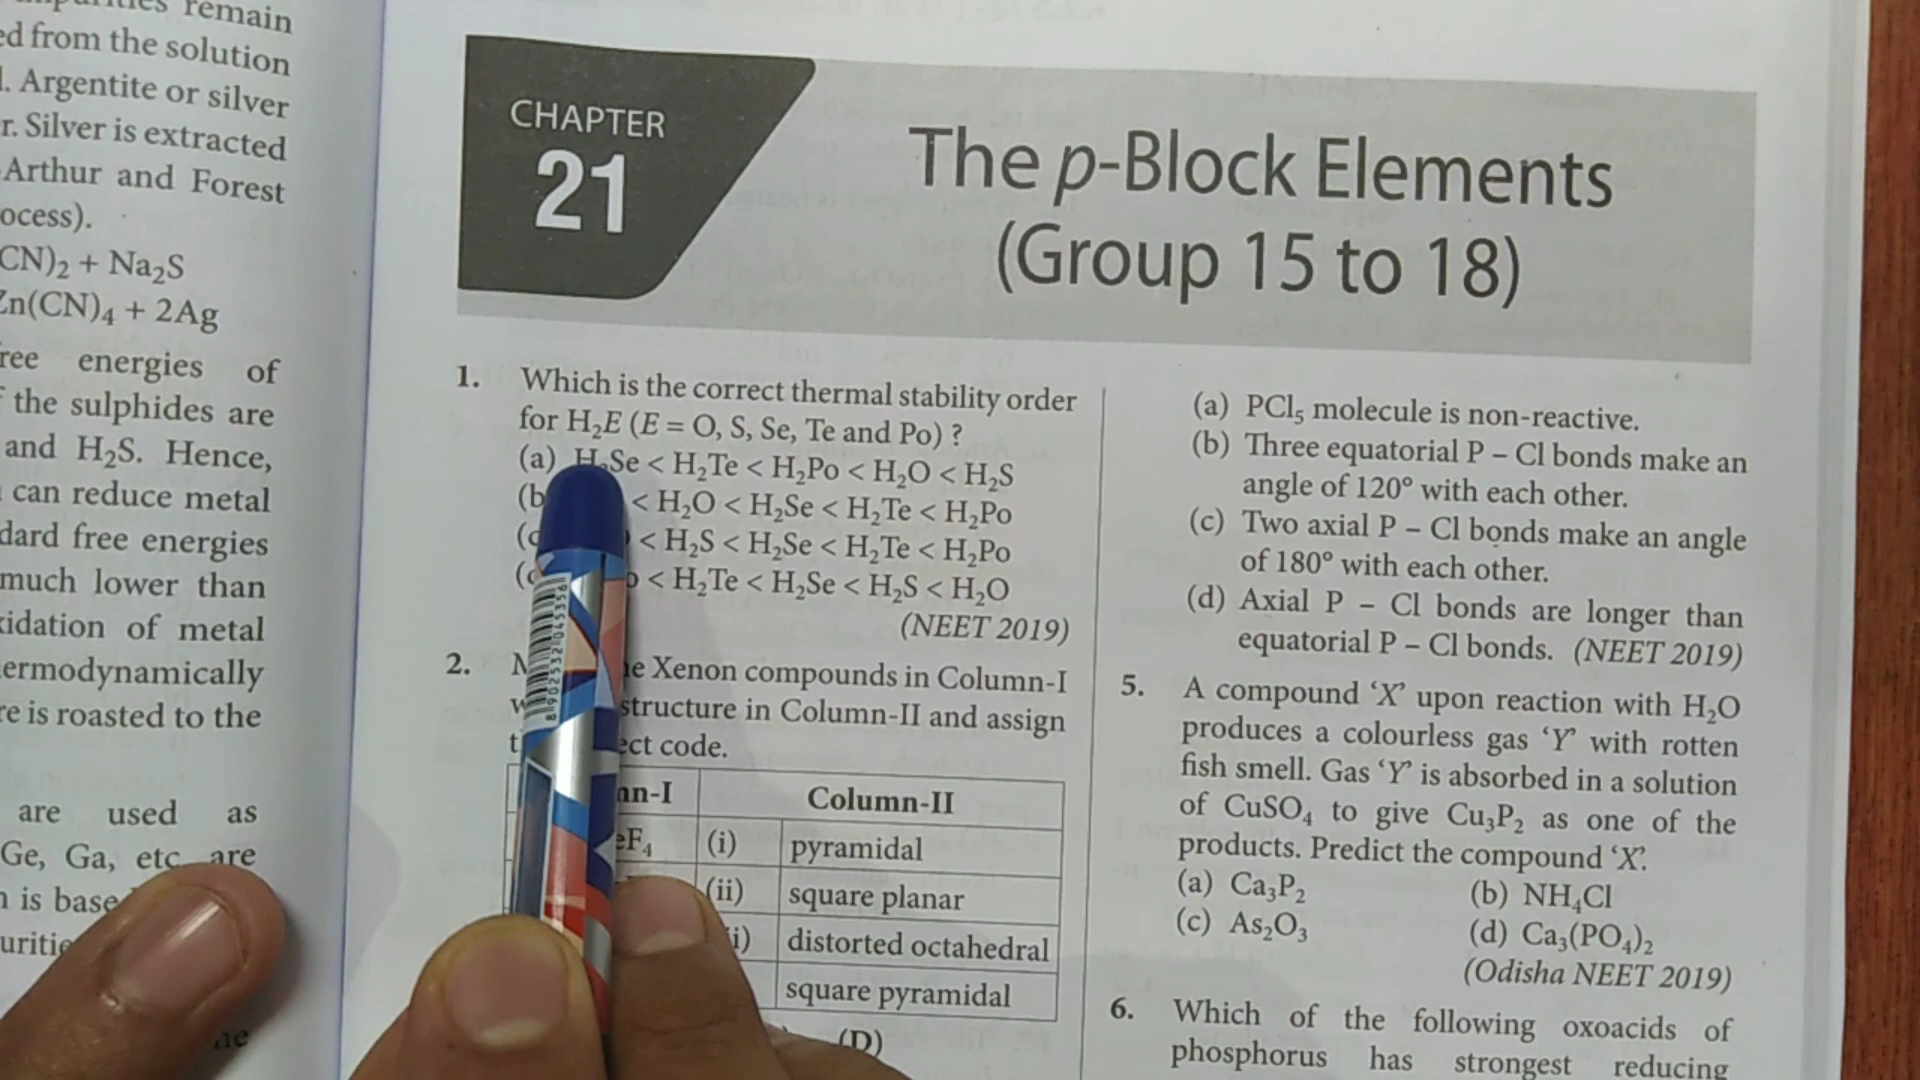 remain
ed from the solution
. Argentite or silver
r. Silver is extracted
Arthur and Forest
ocess).
CN)₂ + Na₂S
Zn(CN)₄ + 2Ag
ree energies of
the sulphides are
and H₂S. Hence,
can reduce metal
dard free energies
much lower than
xidation of metal
ermodynamically
re is roasted to the
are used as
Ge, Ga, etc. are
n is base
uritie
CHAPTER
21
The p-Block Elements
(Group 15 to 18)
1. Which is the correct thermal stability order
for H₂E (E = O, S, Se, Te and Po) ?
(a) H₂Se < H₂Te < H₂Po < H₂O < H₂S
(b < H₂O < H₂Se < H₂Te < H₂Po
(c < H₂S < H₂Se < H₂Te < H₂Po
( o < H₂Te < H₂Se < H₂S < H₂O
(NEET 2019)
2. Xenon compounds in Column-I
structure in Column-II and assign
ect code.
mn-I Column-II
eF₄ (i) pyramidal
(ii) square planar
i) distorted octahedral
square pyramidal
(D)
8902532045356
(a) PCl₅ molecule is non-reactive.
(b) Three equatorial P – Cl bonds make an
angle of 120° with each other.
(c) Two axial P – Cl bonds make an angle
of 180° with each other.
(d) Axial P – Cl bonds are longer than
equatorial P – Cl bonds. (NEET 2019)
5. A compound ‘X’ upon reaction with H₂O
produces a colourless gas ‘Y’ with rotten
fish smell. Gas ‘Y’ is absorbed in a solution
of CuSO₄ to give Cu₃P₂ as one of the
products. Predict the compound ‘X’.
(a) Ca₃P₂ (b) NH₄Cl
(c) As₂O₃ (d) Ca₃(PO₄)₂
(Odisha NEET 2019)
6. Which of the following oxoacids of
phosphorus has strongest reducing